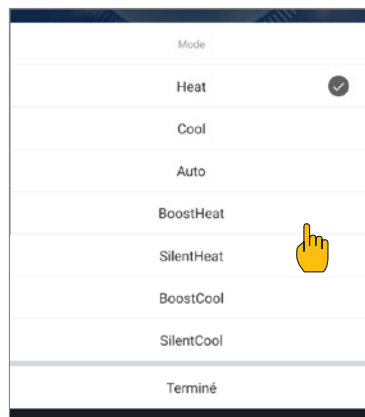 Mode
Heat
Cool
Auto
BoostHeat
SilentHeat
BoostCool
SilentCool
Terminé